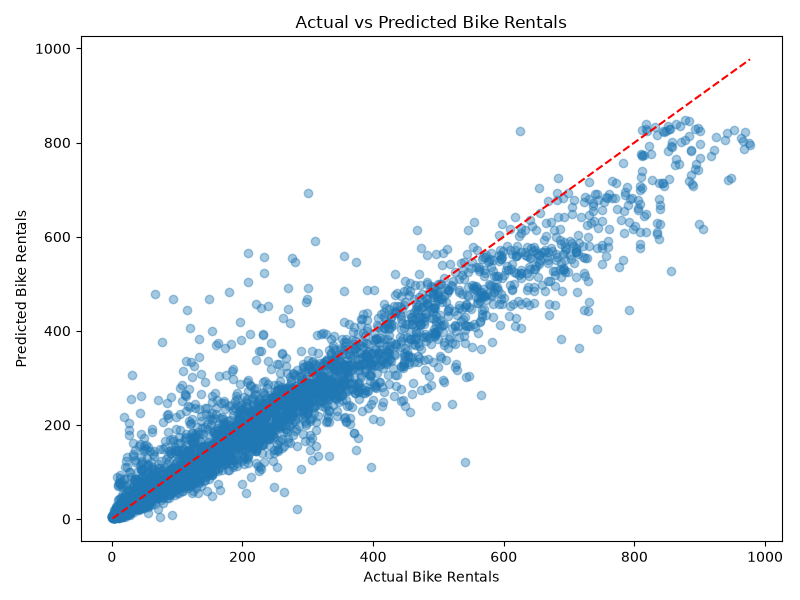 Actual vs Predicted Bike Rentals
1000
800
600
400
200
0
Predicted Bike Rentals
0 200 400 600 800 1000
Actual Bike Rentals